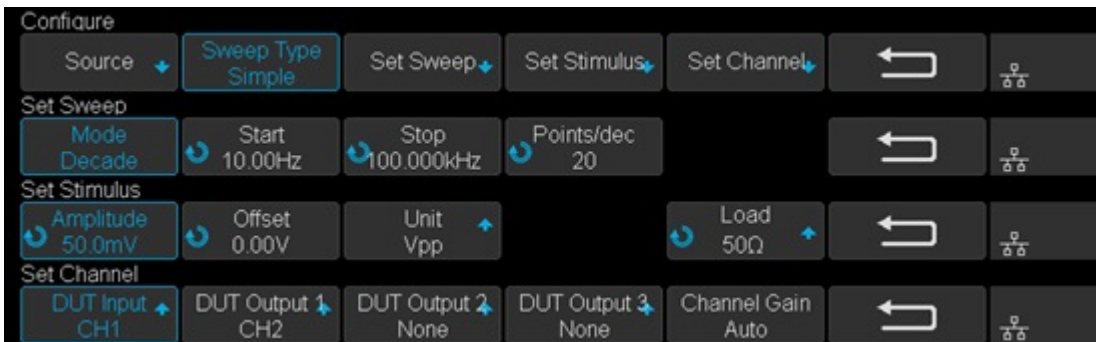 Configure
Source
Sweep Type
Simple
Set Sweep
Set Stimulus
Set Channel
Set Sweep
Mode
Decade
Start
10.00Hz
Stop
100.000kHz
Points/dec
20
Set Stimulus
Amplitude
50.0mV
Offset
0.00V
Unit
Vpp
Load
50Ω
Set Channel
DUT Input
CH1
DUT Output 1
CH2
DUT Output 2
None
DUT Output 3
None
Channel Gain
Auto